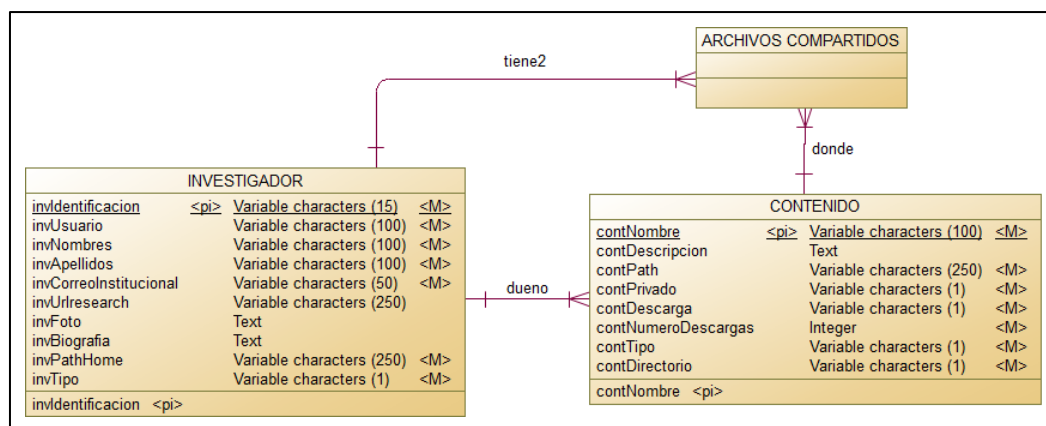 ARCHIVOS COMPARTIDOS
tiene2
donde
INVESTIGADOR
invIdentificacion <pi> Variable characters (15) <M>
invUsuario Variable characters (100) <M>
invNombres Variable characters (100) <M>
invApellidos Variable characters (100) <M>
invCorreoInstitucional Variable characters (50) <M>
invUrlresearch Variable characters (250)
invFoto Text
invBiografia Text
invPathHome Variable characters (250) <M>
invTipo Variable characters (1) <M>
invIdentificacion <pi>
dueno
CONTENIDO
contNombre <pi> Variable characters (100) <M>
contDescripcion Text
contPath Variable characters (250) <M>
contPrivado Variable characters (1) <M>
contDescarga Variable characters (1) <M>
contNumeroDescargas Integer <M>
contTipo Variable characters (1) <M>
contDirectorio Variable characters (1) <M>
contNombre <pi>